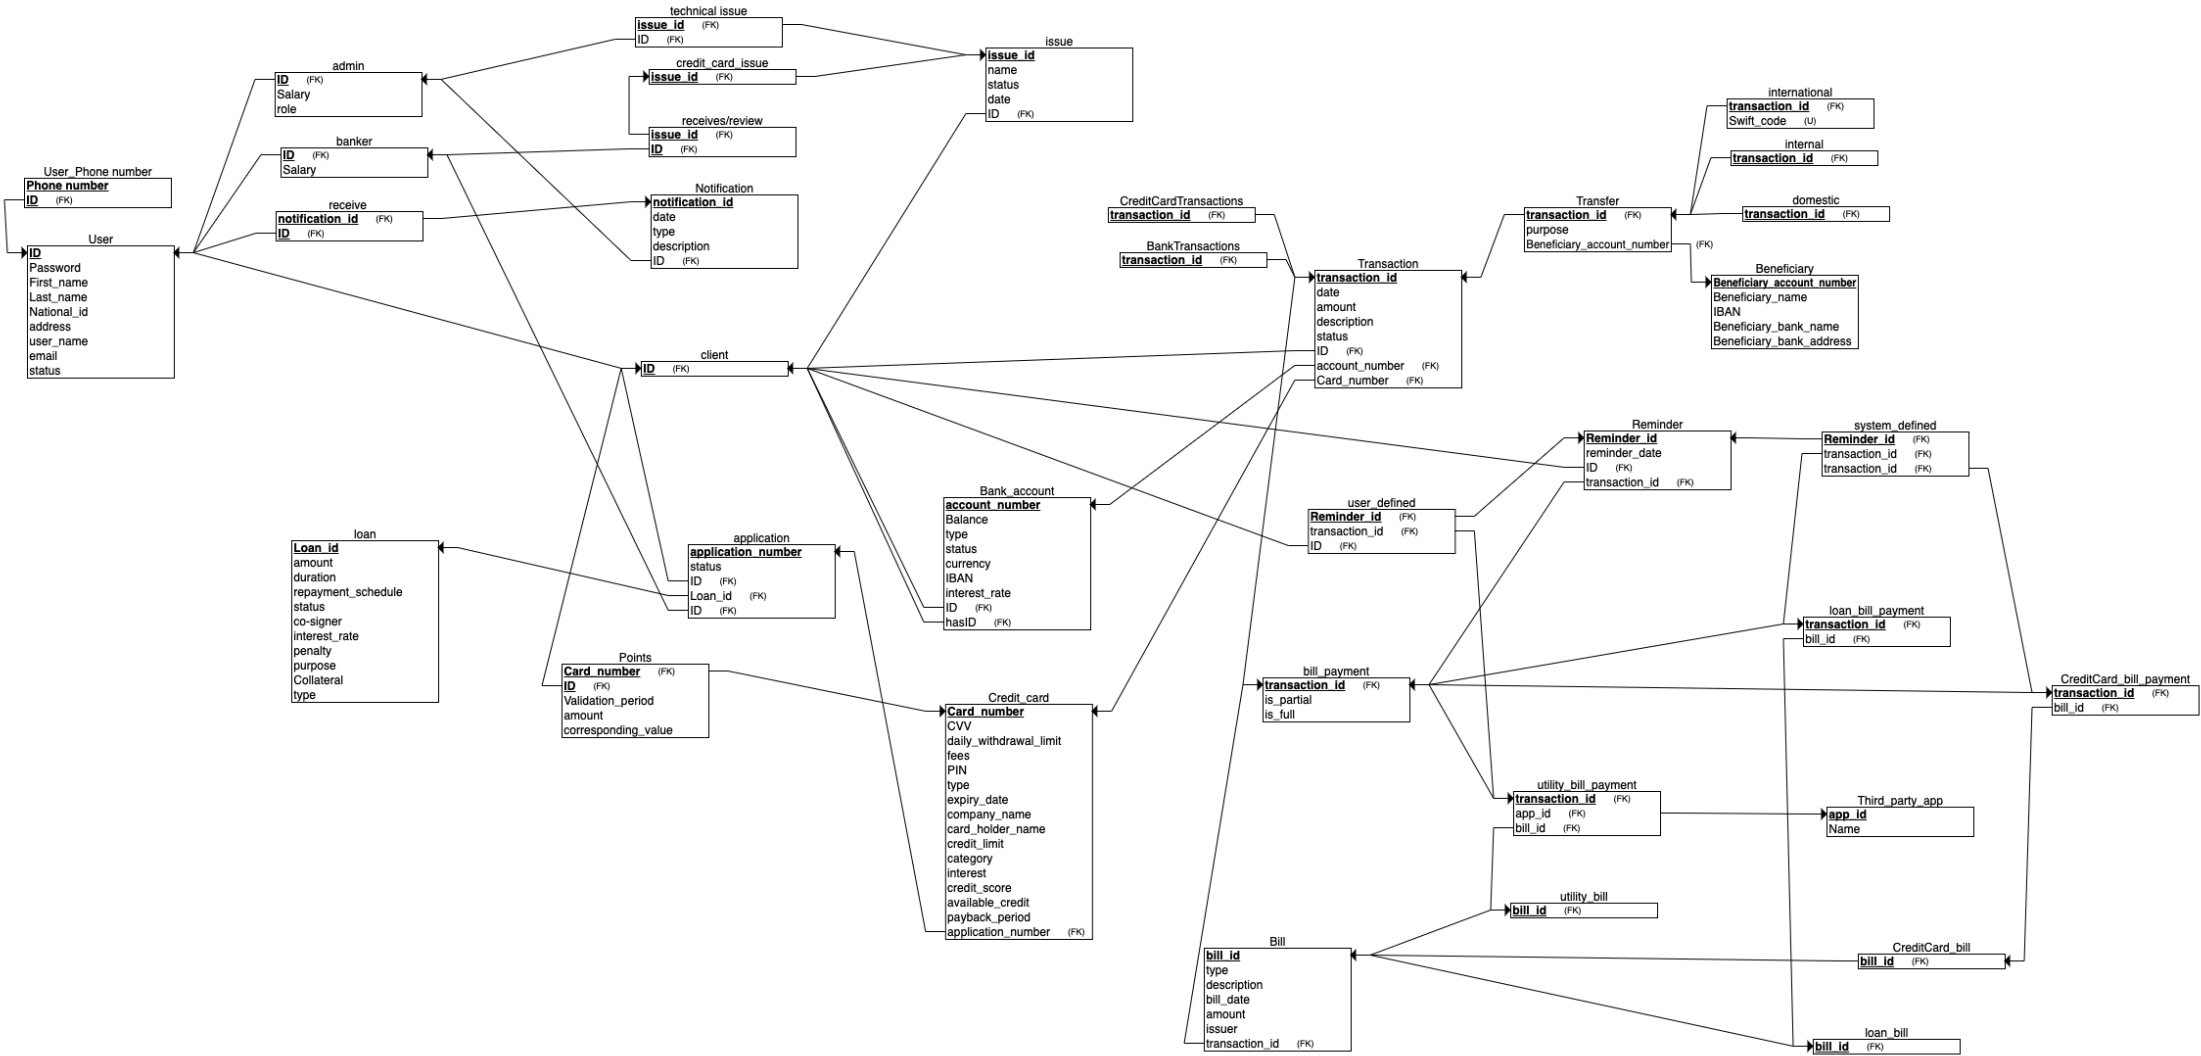 technical issue
issue_id (FK)
ID (FK)
issue
issue_id
name
status
date
ID (FK)
credit_card_issue
issue_id (FK)
admin
ID (FK)
Salary
role
receives/review
issue_id (FK)
ID (FK)
banker
ID (FK)
Salary
User_Phone number
Phone number
ID (FK)
receive
notification_id (FK)
ID (FK)
Notification
notification_id
date
type
description
ID (FK)
User
ID
Password
First_name
Last_name
National_id
address
user_name
email
status
client
ID (FK)
international
transaction_id (FK)
Swift_code (U)
internal
transaction_id (FK)
domestic
transaction_id (FK)
CreditCardTransactions
transaction_id (FK)
BankTransactions
transaction_id (FK)
Transfer
transaction_id (FK)
purpose
Beneficiary_account_number (FK)
Transaction
transaction_id
date
amount
description
status
ID (FK)
account_number (FK)
Card_number (FK)
Beneficiary
Beneficiary_account_number
Beneficiary_name
IBAN
Beneficiary_bank_name
Beneficiary_bank_address
Reminder
Reminder_id
reminder_date
ID (FK)
transaction_id (FK)
system_defined
Reminder_id (FK)
transaction_id (FK)
transaction_id (FK)
user_defined
Reminder_id (FK)
transaction_id (FK)
ID (FK)
Bank_account
account_number
Balance
type
status
currency
IBAN
interest_rate
ID (FK)
hasID (FK)
loan
Loan_id
amount
duration
repayment_schedule
status
co-signer
interest_rate
penalty
purpose
Collateral
type
application
application_number
status
ID (FK)
Loan_id (FK)
ID (FK)
Points
Card_number (FK)
ID (FK)
Validation_period
amount
corresponding_value
Credit_card
Card_number
CVV
daily_withdrawal_limit
fees
PIN
type
expiry_date
company_name
card_holder_name
credit_limit
category
interest
credit_score
available_credit
payback_period
application_number (FK)
loan_bill_payment
transaction_id (FK)
bill_id (FK)
bill_payment
transaction_id (FK)
is_partial
is_full
CreditCard_bill_payment
transaction_id (FK)
bill_id (FK)
utility_bill_payment
transaction_id (FK)
app_id (FK)
bill_id (FK)
Third_party_app
app_id
Name
utility_bill
bill_id (FK)
Bill
bill_id
type
description
bill_date
amount
issuer
transaction_id (FK)
CreditCard_bill
bill_id (FK)
loan_bill
bill_id (FK)